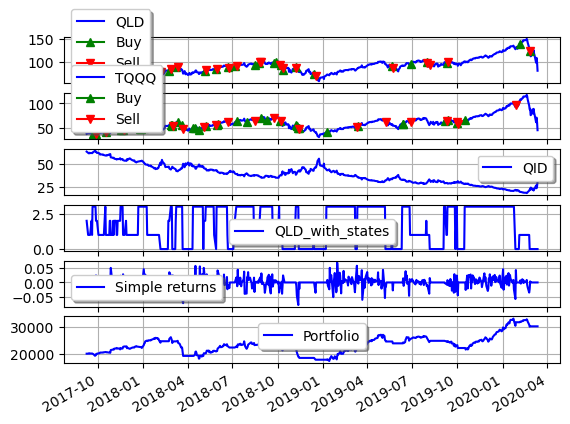 QLD
Buy
Sell
150
100
TQQQ
Buy
Sell
100
50
50
25
QID
2.5
0.0
QLD_with_states
0.05
0.00
−0.05
Simple returns
30000
20000
Portfolio
2017-10
2018-01
2018-04
2018-07
2018-10
2019-01
2019-04
2019-07
2019-10
2020-01
2020-04